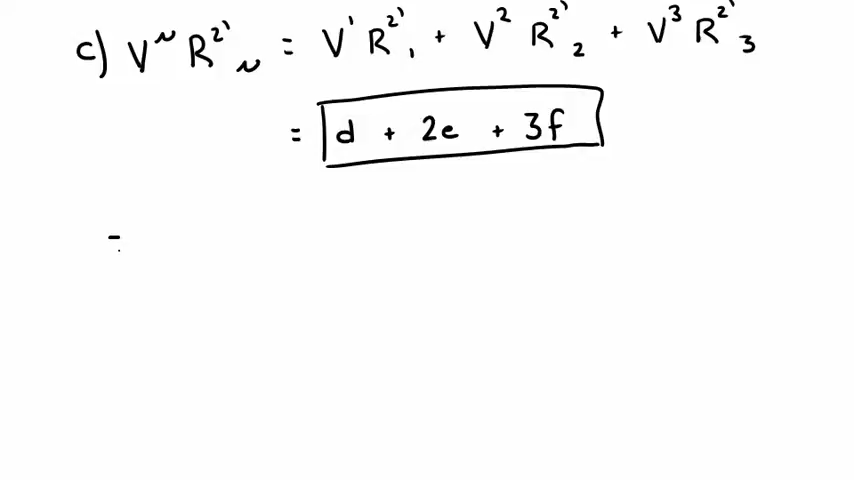 c) V^ν R^2'_ν = V^1 R^2'_1 + V^2 R^2'_2 + V^3 R^2'_3
= d + 2e + 3f
-